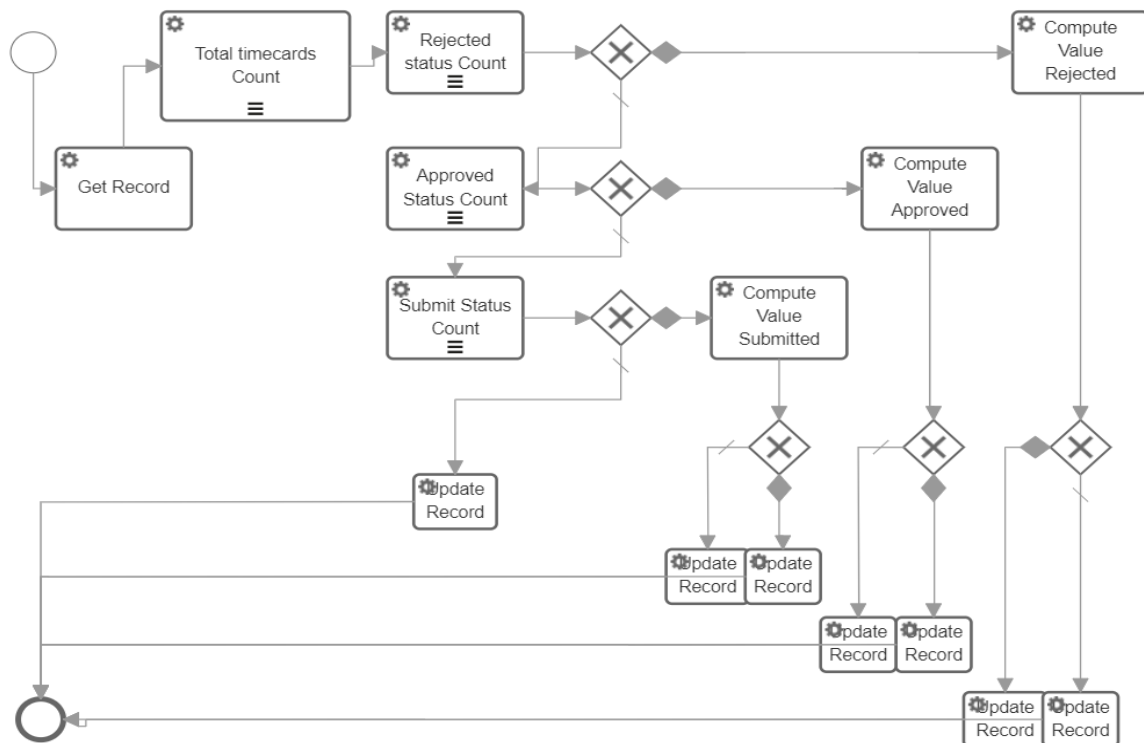 Total timecards
Count
Rejected
status Count
Compute
Value
Rejected
Get Record
Approved
Status Count
Compute
Value
Approved
Submit Status
Count
Compute
Value
Submitted
Update
Record
Update
Record
Update
Record
Update
Record
Update
Record
Update
Record
Update
Record